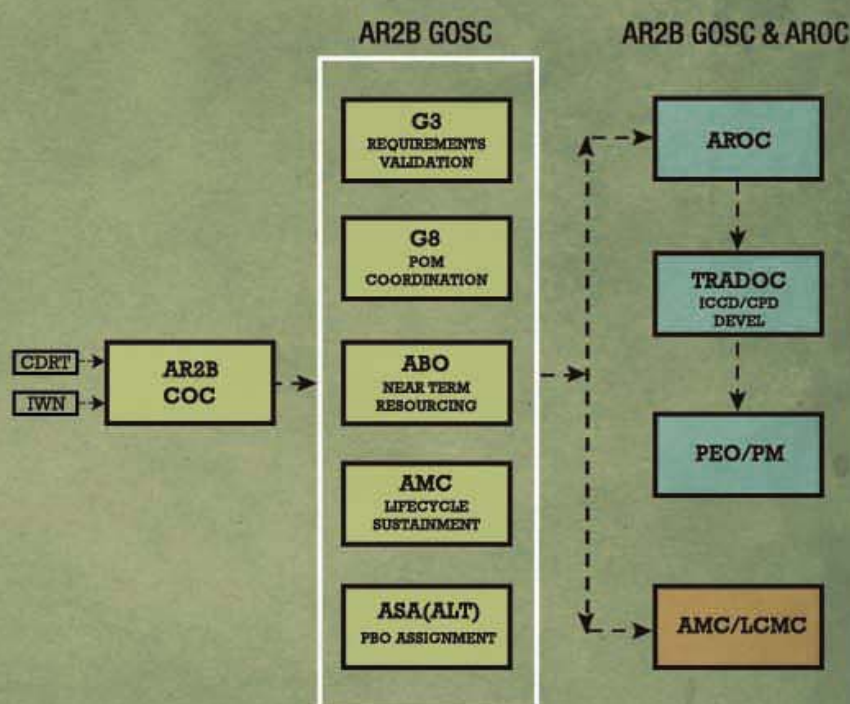 AR2B GOSC
AR2B GOSC & AROC
CDRT
IWN
AR2B
COC
G3
REQUIREMENTS
VALIDATION
G8
POM
COORDINATION
ABO
NEAR TERM
RESOURCING
AMC
LIFECYCLE
SUSTAINMENT
ASA(ALT)
PBO ASSIGNMENT
AROC
TRADOC
ICCD/CPD
DEVEL
PEO/PM
AMC/LCMC